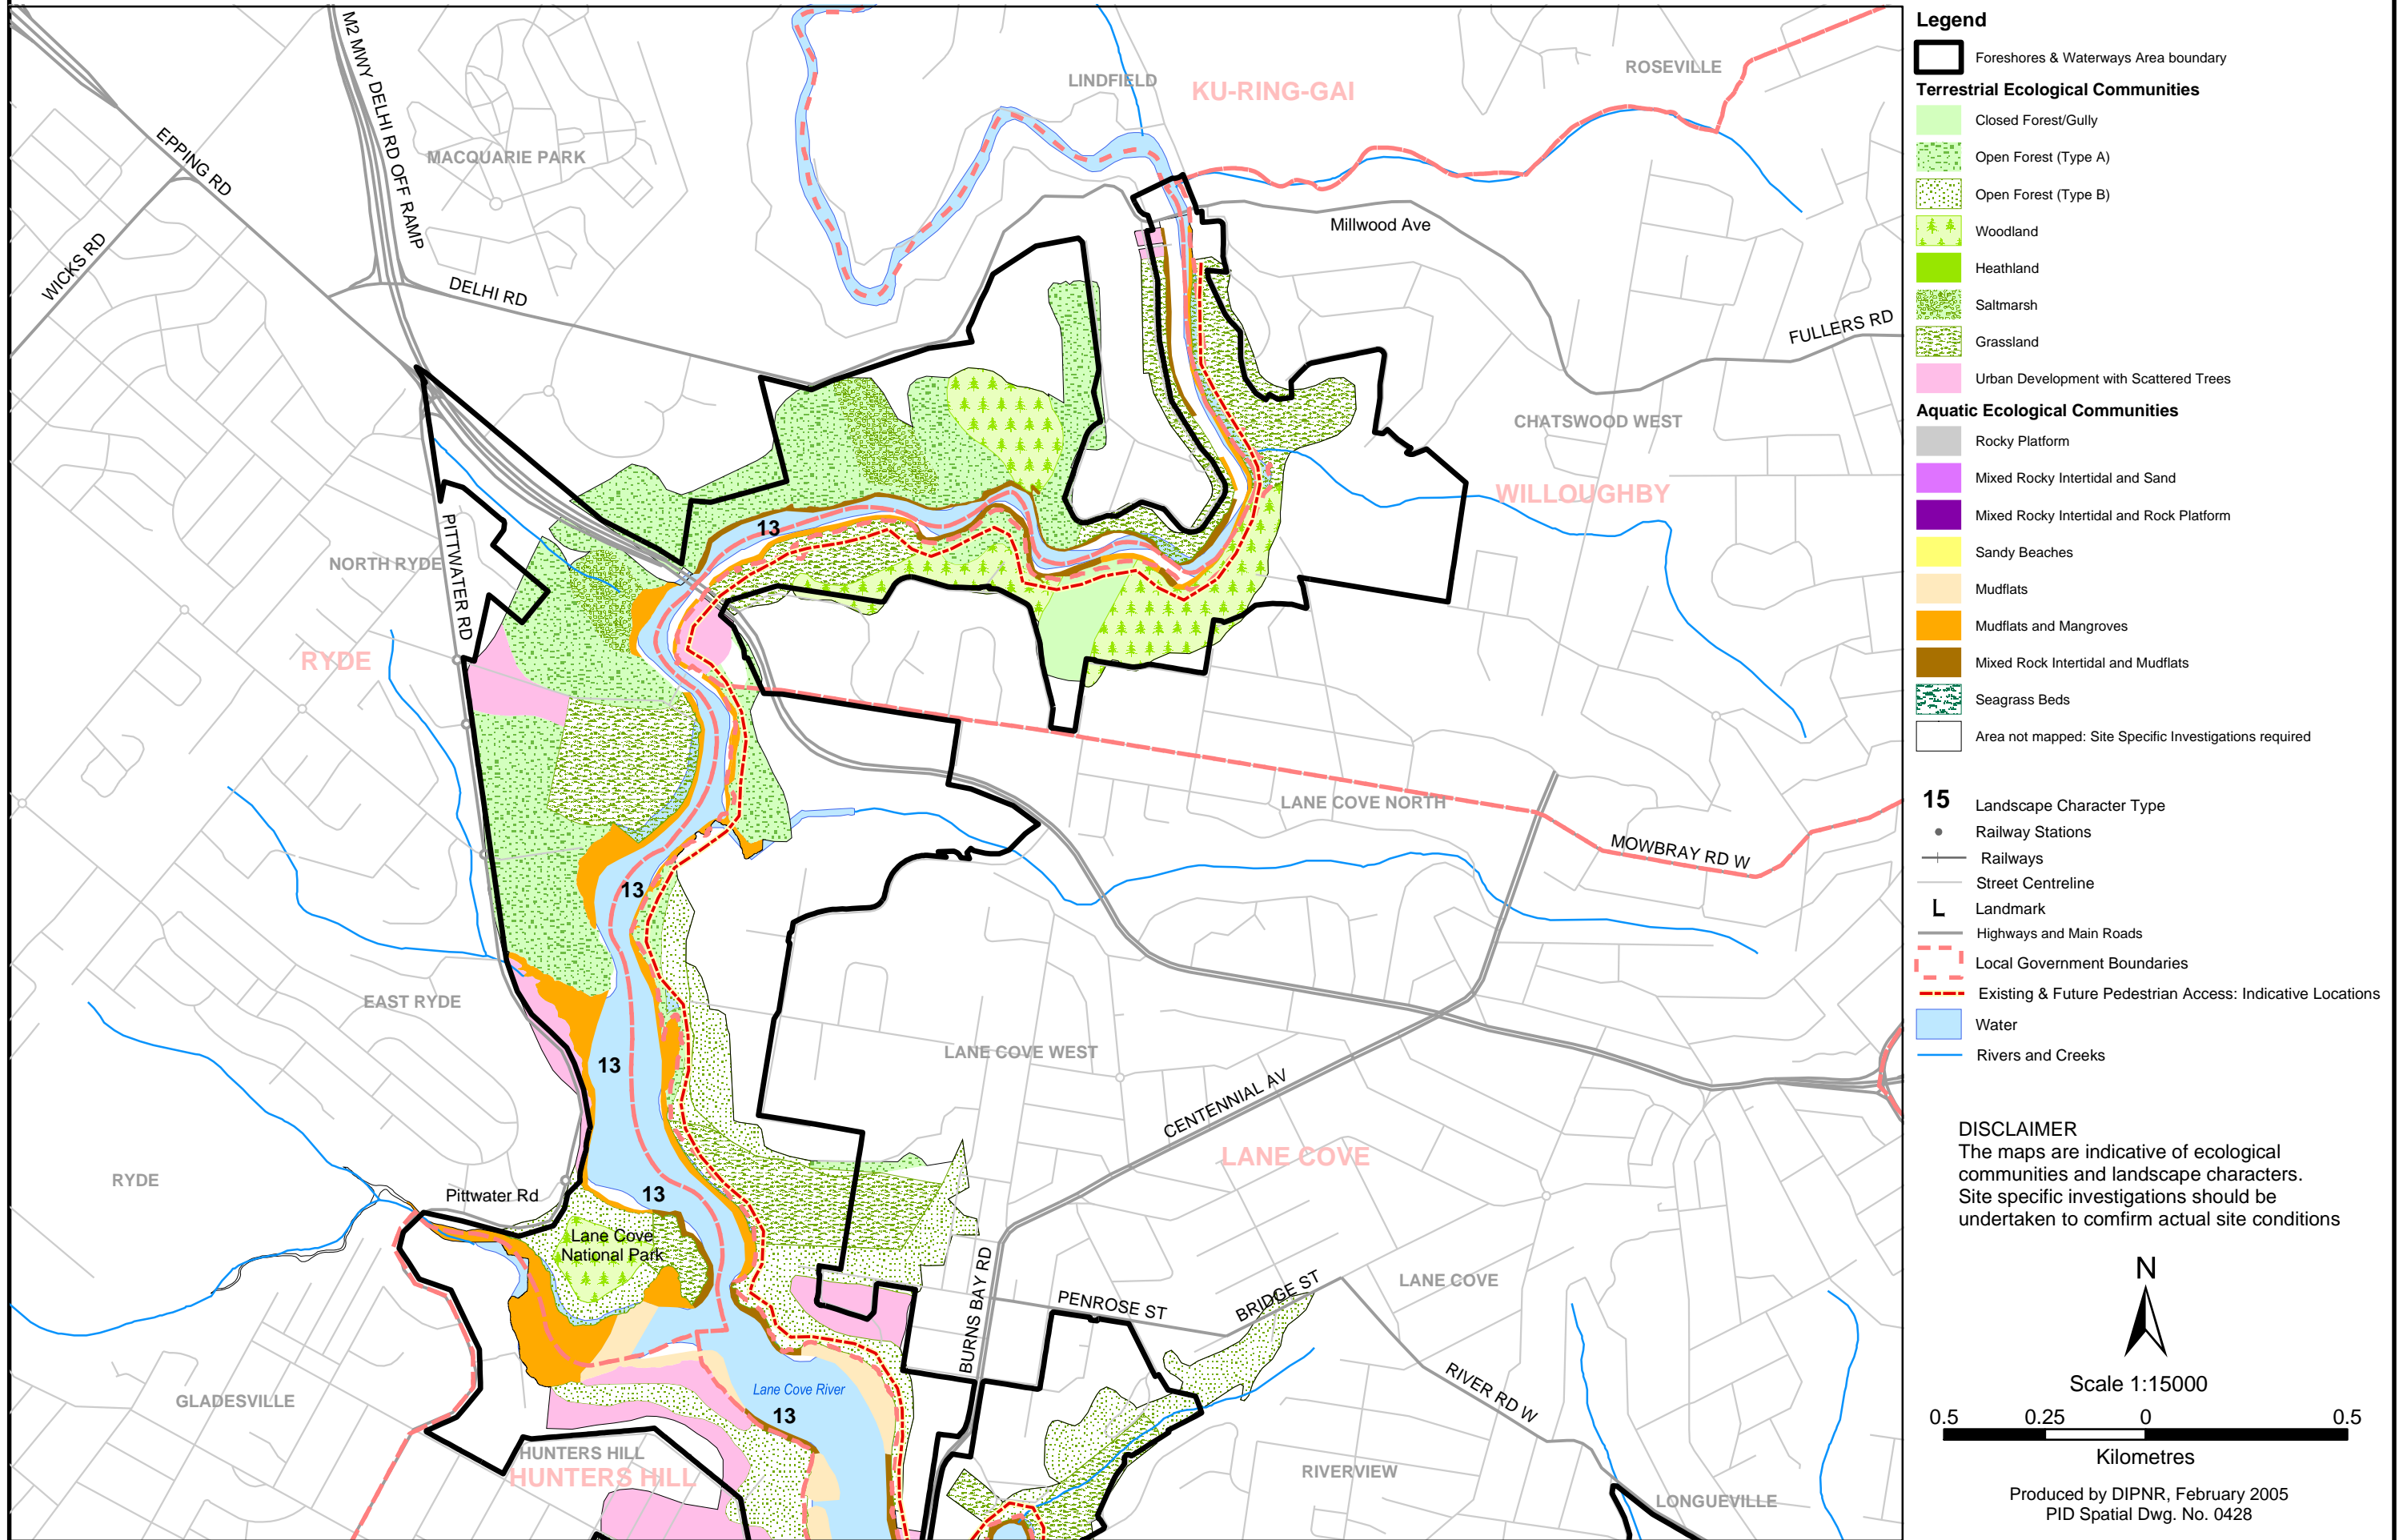 M2 MWY DELHI RD OFF RAMP
EPPING RD
WICKS RD
MACQUARIE PARK
DELHI RD
LINDFIELD
KU-RING-GAI
ROSEVILLE
Millwood Ave
FULLERS RD
CHATSWOOD WEST
WILLOUGHBY
13
PITTWATER RD
NORTH RYDE
RYDE
LANE COVE NORTH
MOWBRAY RD W
13
EAST RYDE
13
LANE COVE WEST
CENTENNIAL AV
LANE COVE
RYDE
Pittwater Rd
13
Lane Cove
National Park
BURNS BAY RD
PENROSE ST
BRIDGE ST
LANE COVE
RIVER RD W
GLADESVILLE
Lane Cove River
13
HUNTERS HILL
HUNTERS HILL
RIVERVIEW
LONGUEVILLE
Legend
Foreshores & Waterways Area boundary
Terrestrial Ecological Communities
Closed Forest/Gully
Open Forest (Type A)
Open Forest (Type B)
Woodland
Heathland
Saltmarsh
Grassland
Urban Development with Scattered Trees
Aquatic Ecological Communities
Rocky Platform
Mixed Rocky Intertidal and Sand
Mixed Rocky Intertidal and Rock Platform
Sandy Beaches
Mudflats
Mudflats and Mangroves
Mixed Rock Intertidal and Mudflats
Seagrass Beds
Area not mapped: Site Specific Investigations required
15 Landscape Character Type
Railway Stations
Railways
Street Centreline
L Landmark
Highways and Main Roads
Local Government Boundaries
Existing & Future Pedestrian Access: Indicative Locations
Water
Rivers and Creeks
DISCLAIMER
The maps are indicative of ecological
communities and landscape characters.
Site specific investigations should be
undertaken to comfirm actual site conditions
N
Scale 1:15000
0.5 0.25 0 0.5
Kilometres
Produced by DIPNR, February 2005
PID Spatial Dwg. No. 0428